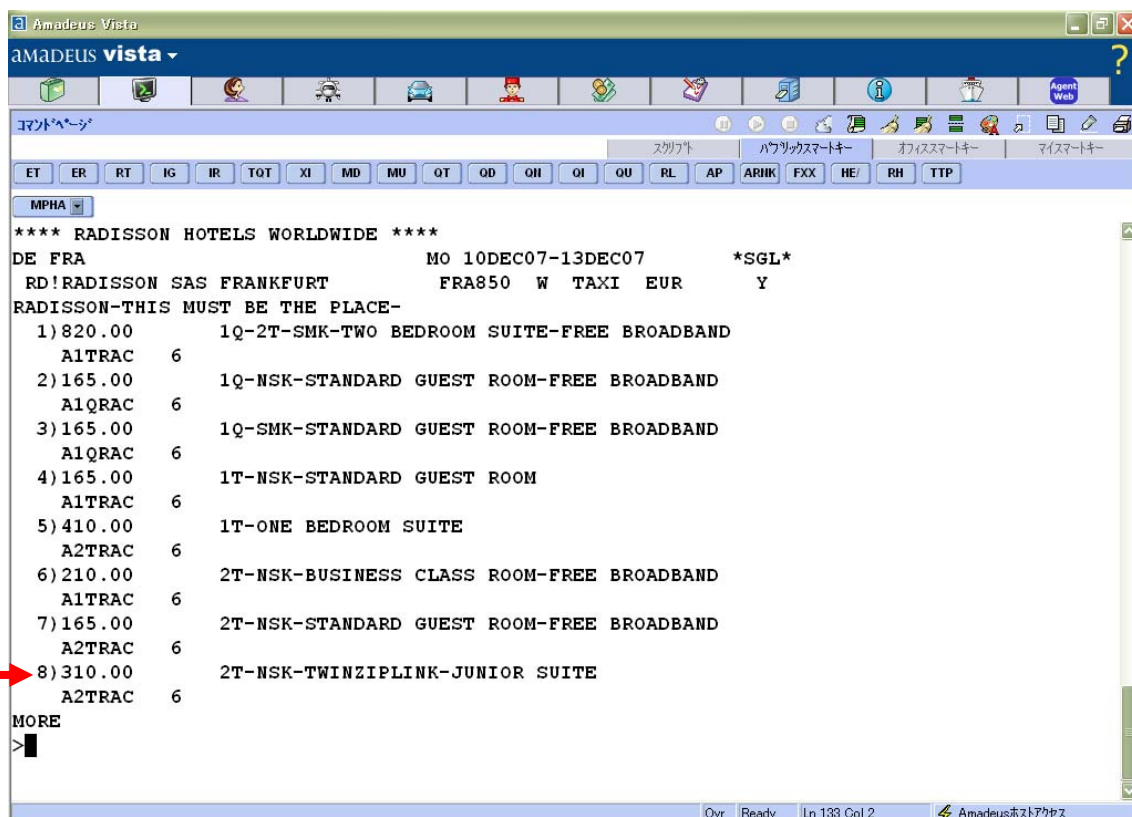 Amadeus Vista
amadeus vista
?
Agent Web
コマンドページ
スクリプト パブリックスマートキー オフィススマートキー マイスマートキー
ET ER RT IG IR TQT XI MD MU QT QD QN QI QU RL AP ARNK FXX HE/ RH TTP
MPHA
**** RADISSON HOTELS WORLDWIDE ****
DE FRA MO 10DEC07-13DEC07 *SGL*
RD!RADISSON SAS FRANKFURT FRA850 W TAXI EUR Y
RADISSON-THIS MUST BE THE PLACE-
1)820.00 1Q-2T-SMK-TWO BEDROOM SUITE-FREE BROADBAND
A1TRAC 6
2)165.00 1Q-NSK-STANDARD GUEST ROOM-FREE BROADBAND
A1QRAC 6
3)165.00 1Q-SMK-STANDARD GUEST ROOM-FREE BROADBAND
A1QRAC 6
4)165.00 1T-NSK-STANDARD GUEST ROOM
A1TRAC 6
5)410.00 1T-ONE BEDROOM SUITE
A2TRAC 6
6)210.00 2T-NSK-BUSINESS CLASS ROOM-FREE BROADBAND
A1TRAC 6
7)165.00 2T-NSK-STANDARD GUEST ROOM-FREE BROADBAND
A2TRAC 6
8)310.00 2T-NSK-TWINZIPLINK-JUNIOR SUITE
A2TRAC 6
MORE
>
Ovr Ready Ln 133 Col 2 Amadeusホストアクセス